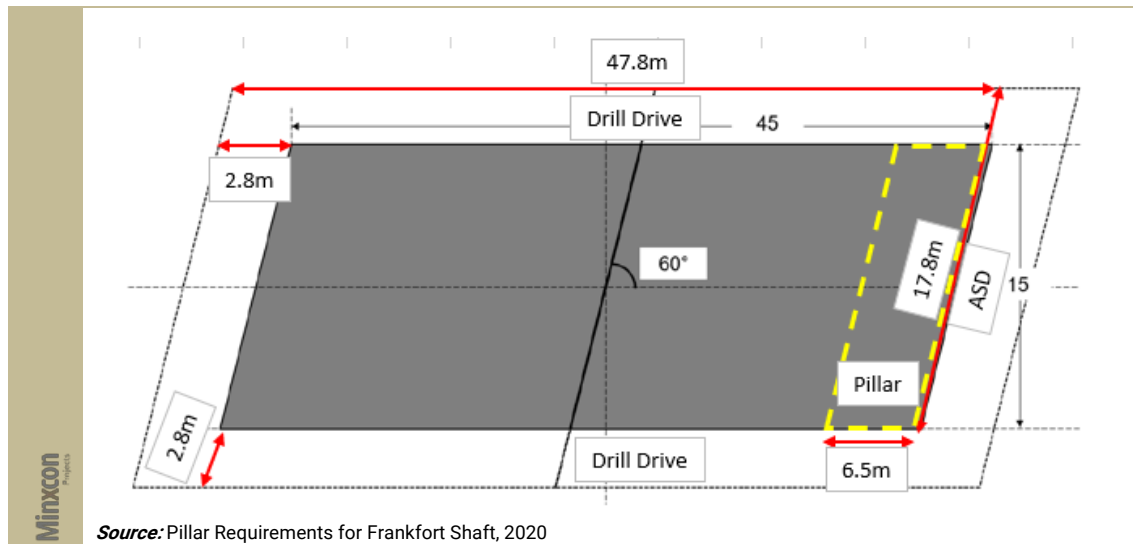 47.8m
Drill Drive
45
2.8m
60°
17.8m
ASD
15
Pillar
2.8m
Drill Drive
6.5m
Minxcon
Projects
Source: Pillar Requirements for Frankfort Shaft, 2020